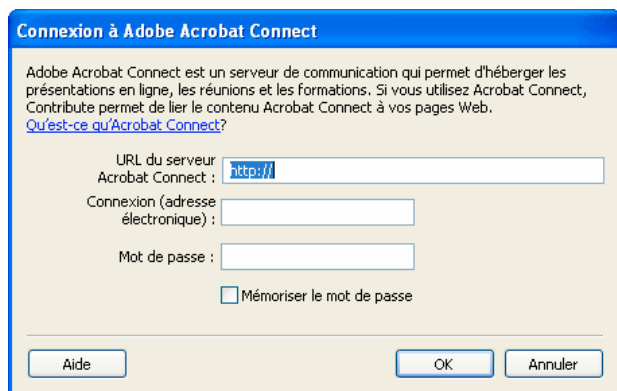 Connexion à Adobe Acrobat Connect
Adobe Acrobat Connect est un serveur de communication qui permet d'héberger les
présentations en ligne, les réunions et les formations. Si vous utilisez Acrobat Connect,
Contribute permet de lier le contenu Acrobat Connect à vos pages Web.
Qu'est-ce qu'Acrobat Connect?
URL du serveur
Acrobat Connect : http://
Connexion (adresse
électronique) :
Mot de passe :
Mémoriser le mot de passe
Aide OK Annuler